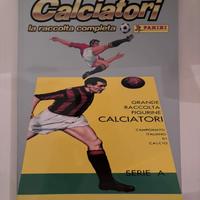 Calciatori
la raccolta completa PANINI
GRANDE
RACCOLTA
FIGURINE
CALCIATORI
CAMPIONATO
ITALIANO
DI
CALCIO
SERIE A